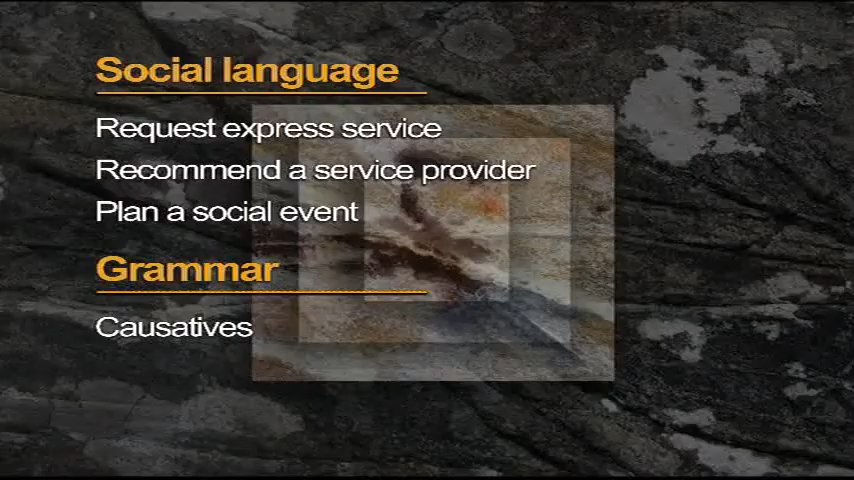 Social language
Request express service
Recommend a service provider
Plan a social event
Grammar
Causatives